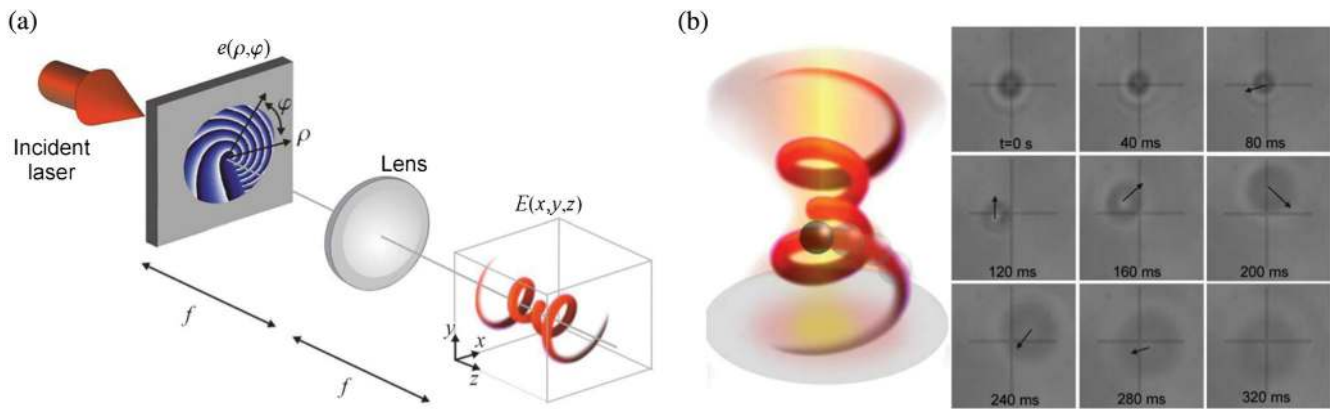 (a)
e(ρ,φ)
φ
ρ
Incident
laser
Lens
E(x,y,z)
f
f
y
x
z
(b)
t=0 s
40 ms
80 ms
120 ms
160 ms
200 ms
240 ms
280 ms
320 ms